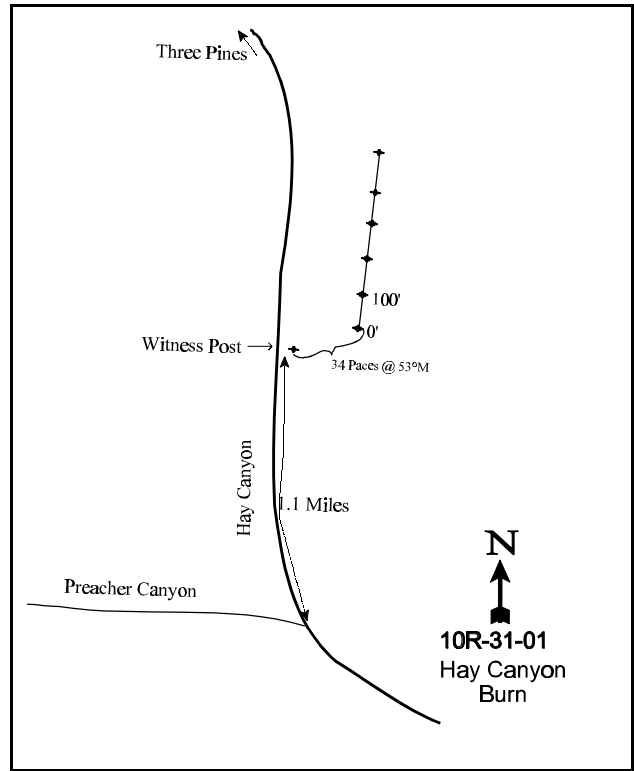 Three Pines
100'
0'
Witness Post
34 Paces @ 53°M
Hay Canyon
1.1 Miles
Preacher Canyon
N
10R-31-01
Hay Canyon
Burn